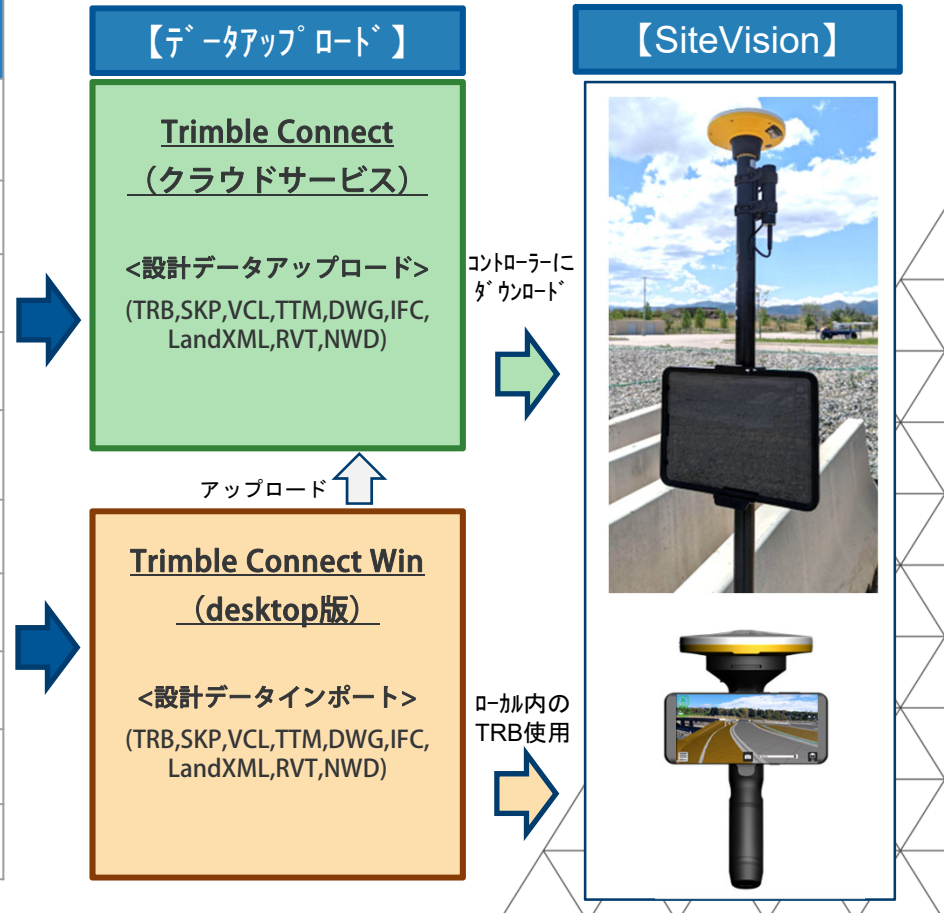 【ﾃﾞｰﾀｱｯﾌﾟﾛｰﾄﾞ】
Trimble Connect
（クラウドサービス）
<設計データアップロード>
(TRB,SKP,VCL,TTM,DWG,IFC,
LandXML,RVT,NWD)
アップロード
Trimble Connect Win
（desktop版）
<設計データインポート>
(TRB,SKP,VCL,TTM,DWG,IFC,
LandXML,RVT,NWD)
ｺﾝﾄﾛｰﾗｰに
ﾀﾞｳﾝﾛｰﾄﾞ
ﾛｰｶﾙ内の
TRB使用
【SiteVision】